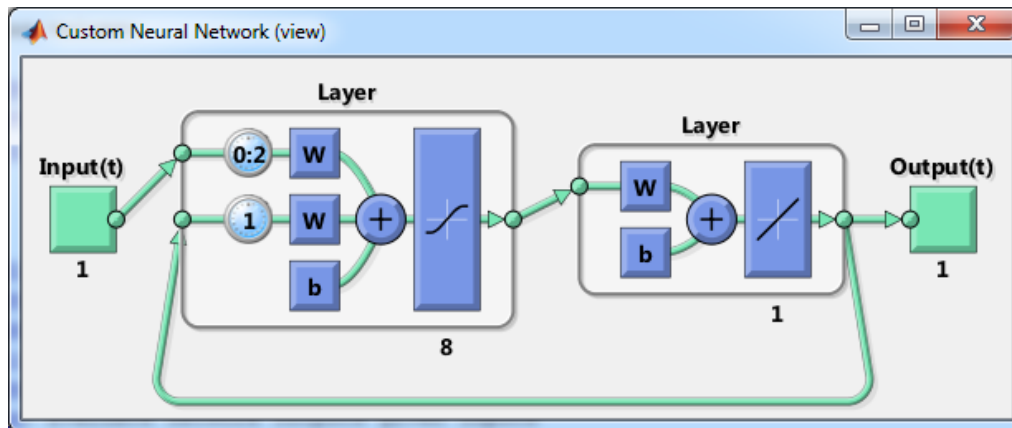 Custom Neural Network (view)
Layer
Layer
Input(t)
0:2
W
W
Output(t)
1
W
+
+
b
b
1
1
1
8